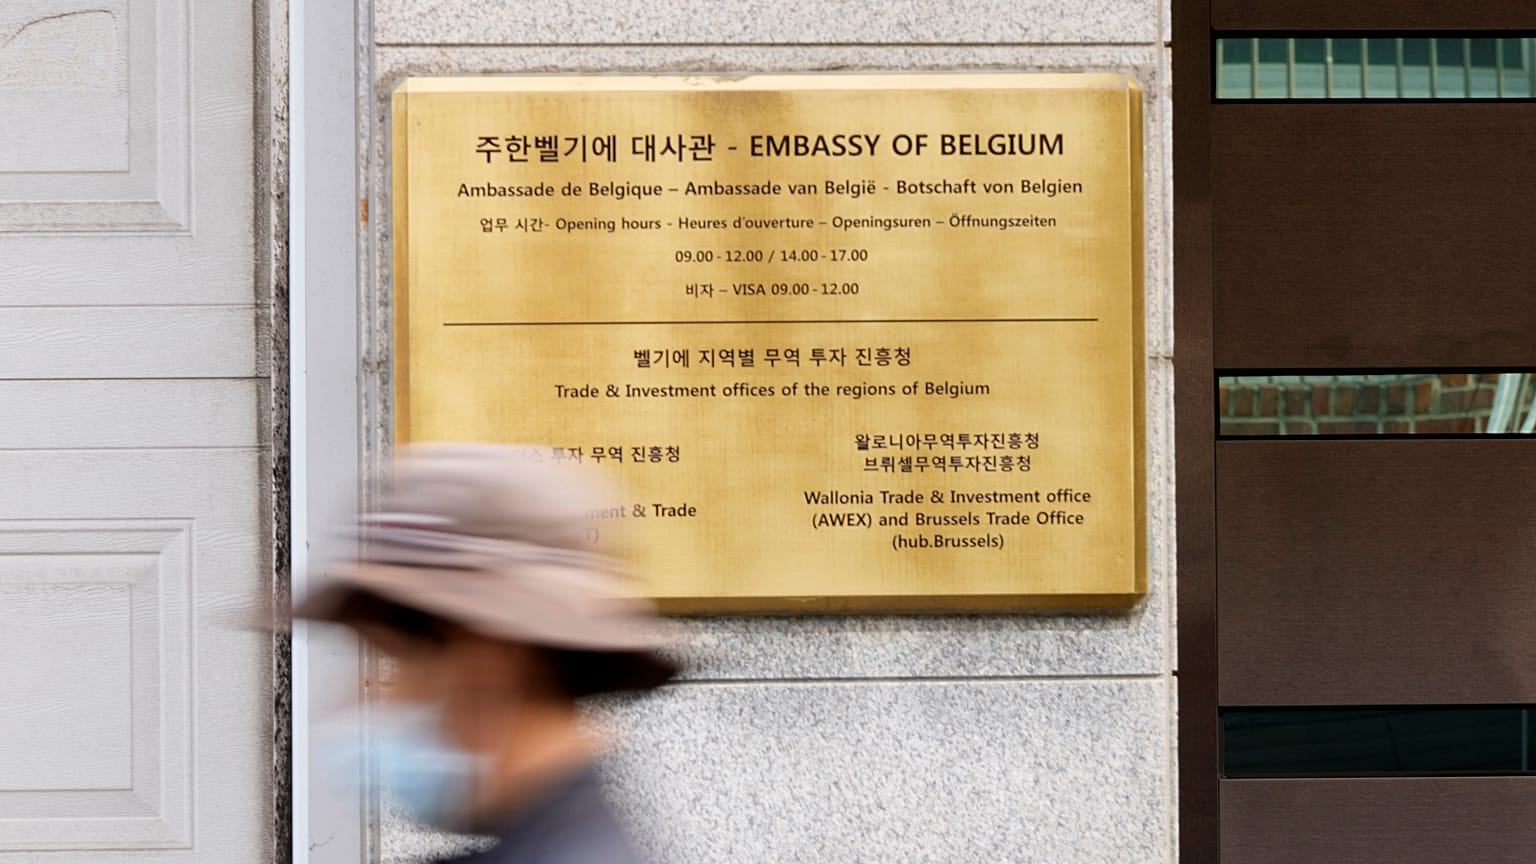 주한벨기에 대사관 - EMBASSY OF BELGIUM
Ambassade de Belgique – Ambassade van België - Botschaft von Belgien
업무 시간- Opening hours - Heures d'ouverture – Openingsuren – Öffnungszeiten
09.00 - 12.00 / 14.00 - 17.00
비자 – VISA 09.00 - 12.00
벨기에 지역별 무역 투자 진흥청
Trade & Investment offices of the regions of Belgium
투자 무역 진흥청
& Trade
왈로니아무역투자진흥청
브뤼셀무역투자진흥청
Wallonia Trade & Investment office
(AWEX) and Brussels Trade Office
(hub.Brussels)